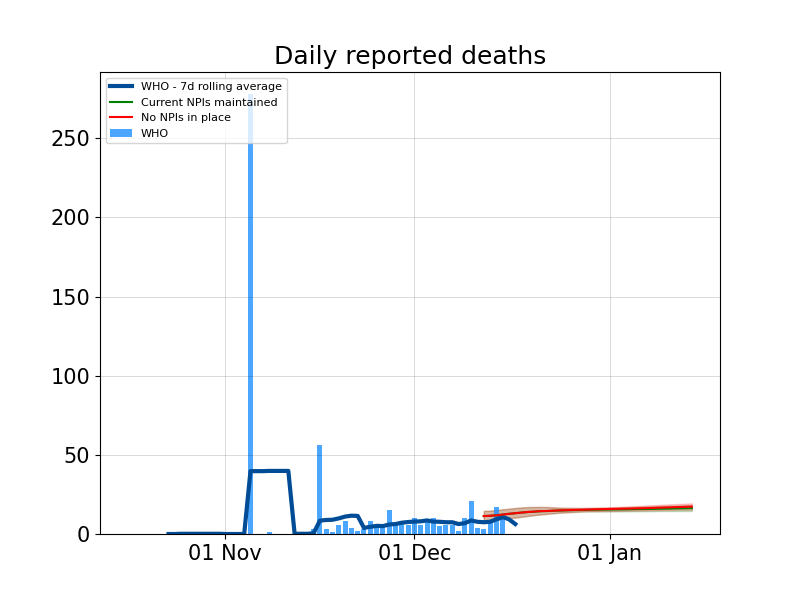 Daily reported deaths
WHO - 7d rolling average
Current NPIs maintained
No NPIs in place
WHO
250
200
150
100
50
0
01 Nov
01 Dec
01 Jan